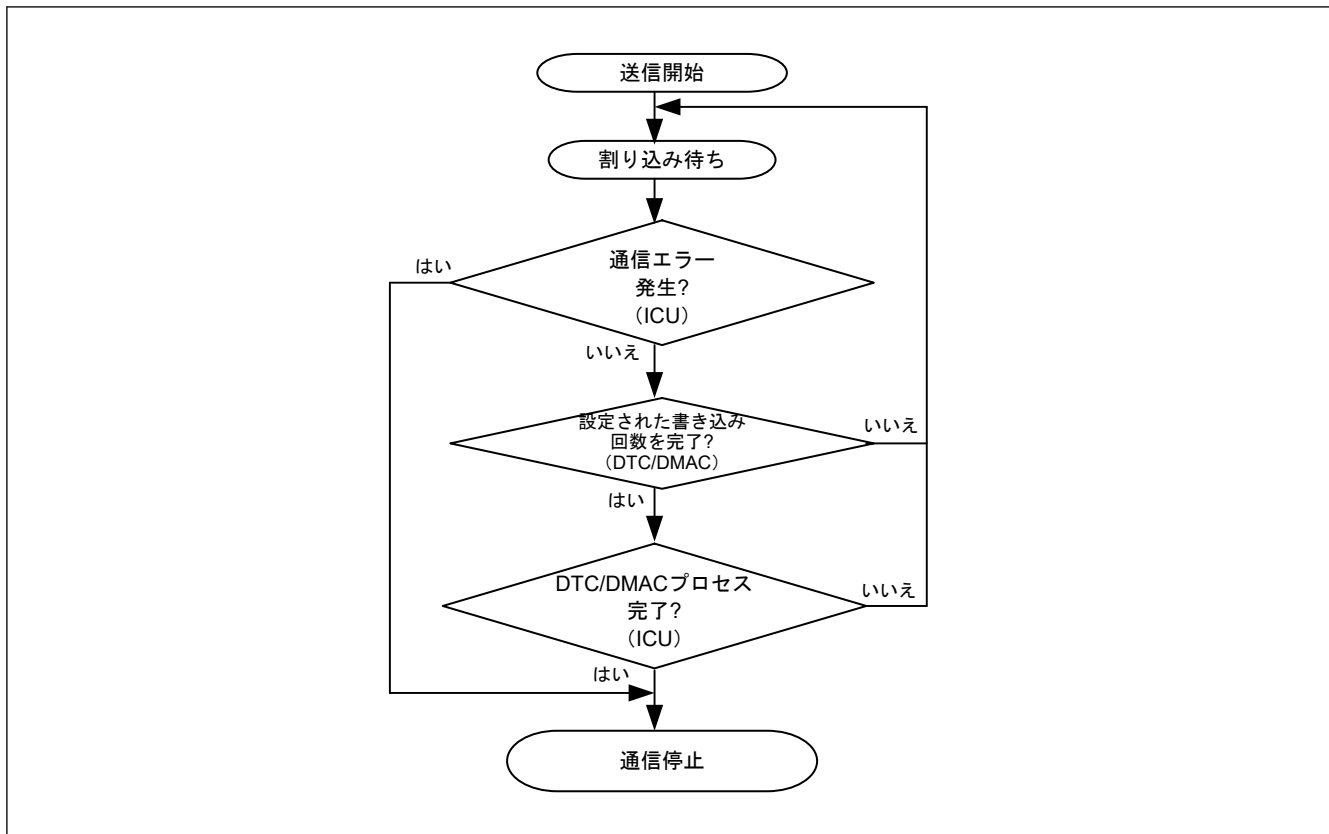 送信開始
割り込み待ち
はい
通信エラー
発生?
（ICU）
いいえ
設定された書き込み
回数を完了?
（DTC/DMAC）
いいえ
はい
DTC/DMACプロセス
完了?
（ICU）
いいえ
はい
通信停止